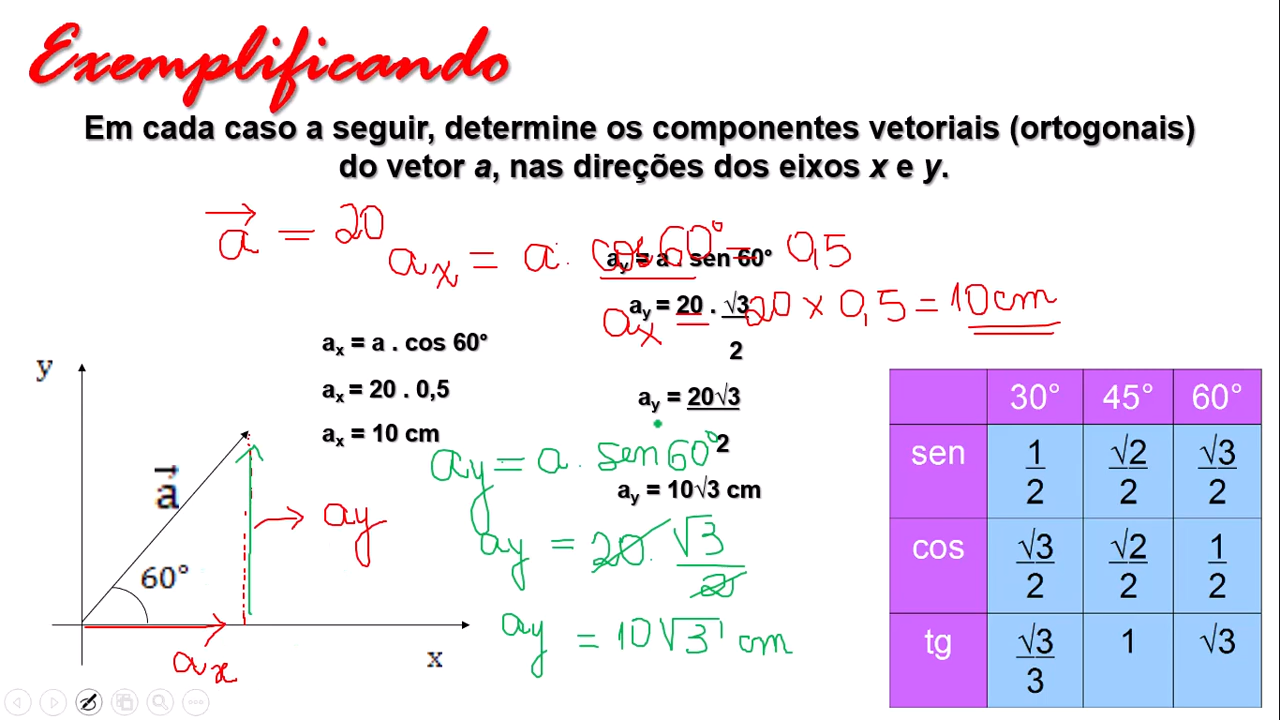 Exemplificando
Em cada caso a seguir, determine os componentes vetoriais (ortogonais)
do vetor a, nas direções dos eixos x e y.
a = 20
ax = a . cos 60° = 0,5
ay = a . sen 60°
ay = 20 . √3
2
ax = 20 x 0,5 = 10 cm
ax = a . cos 60°
ax = 20 . 0,5
ax = 10 cm
ay = 20√3
2
ay = 10√3 cm
ay = a . sen 60°
ay = 20 . √3
2
ay = 10√3 cm
y
a
60°
ay
ax
x
30° 45° 60°
sen 1/2 √2/2 √3/2
cos √3/2 √2/2 1/2
tg √3/3 1 √3